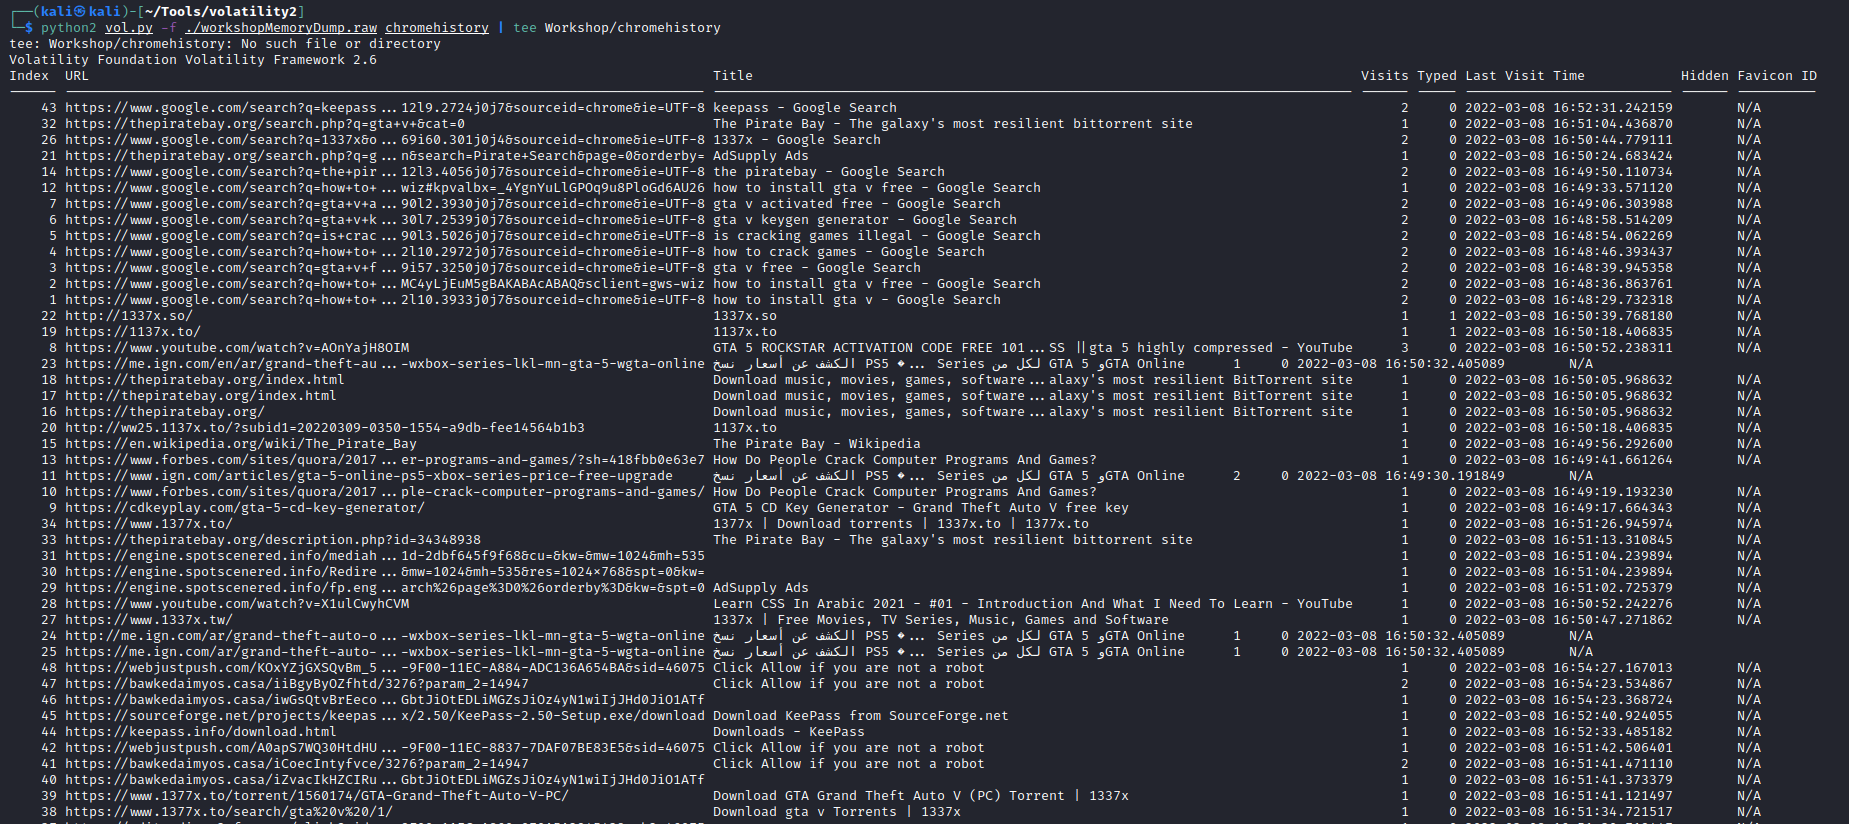 ┌──(kali㉿kali)-[~/Tools/volatility2]
└─$ python2 vol.py -f ./workshopMemoryDump.raw chromehistory | tee Workshop/chromehistory
tee: Workshop/chromehistory: No such file or directory
Volatility Foundation Volatility Framework 2.6
Index URL Title Visits Typed Last Visit Time Hidden Favicon ID
43 https://www.google.com/search?q=keepass...12l9.2724j0j7&sourceid=chrome&ie=UTF-8 keepass - Google Search 2 0 2022-03-08 16:52:31.242159 N/A
32 https://thepiratebay.org/search.php?q=gta+v+&cat=0 The Pirate Bay - The galaxy's most resilient bittorrent site 1 0 2022-03-08 16:51:04.436870 N/A
26 https://www.google.com/search?q=1337x&o...69i60.301j0j4&sourceid=chrome&ie=UTF-8 1337x - Google Search 2 0 2022-03-08 16:50:44.779111 N/A
21 https://thepiratebay.org/search.php?q=g...n&search=Pirate+Search&page=0&orderby= AdSupply Ads 1 0 2022-03-08 16:50:24.683424 N/A
14 https://www.google.com/search?q=the+pir...12l3.4056j0j7&sourceid=chrome&ie=UTF-8 the piratebay - Google Search 2 0 2022-03-08 16:49:50.110734 N/A
12 https://www.google.com/search?q=how+to+...wiz#kpvalbx=_4YgnYuLlGPOq9u8PloGd6AU26 how to install gta v free - Google Search 1 0 2022-03-08 16:49:33.571120 N/A
7 https://www.google.com/search?q=gta+v+a...90l2.3930j0j7&sourceid=chrome&ie=UTF-8 gta v activated free - Google Search 2 0 2022-03-08 16:49:06.303988 N/A
6 https://www.google.com/search?q=gta+v+k...30l7.2539j0j7&sourceid=chrome&ie=UTF-8 gta v keygen generator - Google Search 2 0 2022-03-08 16:48:58.514209 N/A
5 https://www.google.com/search?q=is+crac...90l3.5026j0j7&sourceid=chrome&ie=UTF-8 is cracking games illegal - Google Search 2 0 2022-03-08 16:48:54.062269 N/A
4 https://www.google.com/search?q=how+to+...2l10.2972j0j7&sourceid=chrome&ie=UTF-8 how to crack games - Google Search 2 0 2022-03-08 16:48:46.393437 N/A
3 https://www.google.com/search?q=gta+v+f...9i57.3250j0j7&sourceid=chrome&ie=UTF-8 gta v free - Google Search 2 0 2022-03-08 16:48:39.945358 N/A
2 https://www.google.com/search?q=how+to+...MC4yLjEuM5gBAKABAcABAQ&sclient=gws-wiz how to install gta v free - Google Search 2 0 2022-03-08 16:48:36.863761 N/A
1 https://www.google.com/search?q=how+to+...2l10.3933j0j7&sourceid=chrome&ie=UTF-8 how to install gta v - Google Search 2 0 2022-03-08 16:48:29.732318 N/A
22 http://1337x.so/ 1337x.so 1 1 2022-03-08 16:50:39.768180 N/A
19 https://1137x.to/ 1137x.to 1 1 2022-03-08 16:50:18.406835 N/A
8 https://www.youtube.com/watch?v=AOnYajH8OIM GTA 5 ROCKSTAR ACTIVATION CODE FREE 101...SS ||gta 5 highly compressed - YouTube 3 0 2022-03-08 16:50:52.238311 N/A
23 https://me.ign.com/en/ar/grand-theft-au...-wxbox-series-lkl-mn-gta-5-wgta-online الكشف عن أسعار نسخ PS5 �... Series لكل من GTA 5 وGTA Online 1 0 2022-03-08 16:50:32.405089 N/A
18 https://thepiratebay.org/index.html Download music, movies, games, software...alaxy's most resilient BitTorrent site 1 0 2022-03-08 16:50:05.968632 N/A
17 http://thepiratebay.org/index.html Download music, movies, games, software...alaxy's most resilient BitTorrent site 1 0 2022-03-08 16:50:05.968632 N/A
16 https://thepiratebay.org/ Download music, movies, games, software...alaxy's most resilient BitTorrent site 1 0 2022-03-08 16:50:05.968632 N/A
20 http://ww25.1137x.to/?subid1=20220309-0350-1554-a9db-fee14564b1b3 1137x.to 1 0 2022-03-08 16:50:18.406835 N/A
15 https://en.wikipedia.org/wiki/The_Pirate_Bay The Pirate Bay - Wikipedia 1 0 2022-03-08 16:49:56.292600 N/A
13 https://www.forbes.com/sites/quora/2017...er-programs-and-games/?sh=418fbb0e63e7 How Do People Crack Computer Programs And Games? 1 0 2022-03-08 16:49:41.661264 N/A
11 https://www.ign.com/articles/gta-5-online-ps5-xbox-series-price-free-upgrade الكشف عن أسعار نسخ PS5 �... Series لكل من GTA 5 وGTA Online 2 0 2022-03-08 16:49:30.191849 N/A
10 https://www.forbes.com/sites/quora/2017...ple-crack-computer-programs-and-games/ How Do People Crack Computer Programs And Games? 1 0 2022-03-08 16:49:19.193230 N/A
9 https://cdkeyplay.com/gta-5-cd-key-generator/ GTA 5 CD Key Generator - Grand Theft Auto V free key 1 0 2022-03-08 16:49:17.664343 N/A
34 https://www.1377x.to/ 1377x | Download torrents | 1337x.to | 1377x.to 1 0 2022-03-08 16:51:26.945974 N/A
33 https://thepiratebay.org/description.php?id=34348938 The Pirate Bay - The galaxy's most resilient bittorrent site 1 0 2022-03-08 16:51:13.310845 N/A
31 https://engine.spotscenered.info/mediah...1d-2dbf645f9f68&cu=&kw=&mw=1024&mh=535 1 0 2022-03-08 16:51:04.239894 N/A
30 https://engine.spotscenered.info/Redire...&mw=1024&mh=535&res=1024×768&spt=0&kw= 1 0 2022-03-08 16:51:04.239894 N/A
29 https://engine.spotscenered.info/fp.eng...arch%26page%3D0%26orderby%3D&kw=&spt=0 AdSupply Ads 1 0 2022-03-08 16:51:02.725379 N/A
28 https://www.youtube.com/watch?v=X1ulCwyhCVM Learn CSS In Arabic 2021 - #01 - Introduction And What I Need To Learn - YouTube 1 0 2022-03-08 16:50:52.242276 N/A
27 https://www.1337x.tw/ 1337x | Free Movies, TV Series, Music, Games and Software 1 0 2022-03-08 16:50:47.271862 N/A
24 http://me.ign.com/ar/grand-theft-auto-o...-wxbox-series-lkl-mn-gta-5-wgta-online الكشف عن أسعار نسخ PS5 �... Series لكل من GTA 5 وGTA Online 1 0 2022-03-08 16:50:32.405089 N/A
25 https://me.ign.com/ar/grand-theft-auto-...-wxbox-series-lkl-mn-gta-5-wgta-online الكشف عن أسعار نسخ PS5 �... Series لكل من GTA 5 وGTA Online 1 0 2022-03-08 16:50:32.405089 N/A
48 https://webjustpush.com/KOxYZjGXSQvBm_5...-9F00-11EC-A884-ADC136A654BA&sid=46075 Click Allow if you are not a robot 1 0 2022-03-08 16:54:27.167013 N/A
47 https://bawkedaimyos.casa/iiBgyByOZfhtd/3276?param_2=14947 Click Allow if you are not a robot 2 0 2022-03-08 16:54:23.534867 N/A
46 https://bawkedaimyos.casa/iwGsQtvBrEeco...GbtJiOtEDLiMGZsJiOz4yN1wiIjJHd0JiO1ATf 1 0 2022-03-08 16:54:23.368724 N/A
45 https://sourceforge.net/projects/keepas...x/2.50/KeePass-2.50-Setup.exe/download Download KeePass from SourceForge.net 1 0 2022-03-08 16:52:40.924055 N/A
44 https://keepass.info/download.html Downloads - KeePass 1 0 2022-03-08 16:52:33.485182 N/A
42 https://webjustpush.com/A0apS7WQ30HtdHU...-9F00-11EC-8837-7DAF07BE83E5&sid=46075 Click Allow if you are not a robot 1 0 2022-03-08 16:51:42.506401 N/A
41 https://bawkedaimyos.casa/iCoecIntyfvce/3276?param_2=14947 Click Allow if you are not a robot 2 0 2022-03-08 16:51:41.471110 N/A
40 https://bawkedaimyos.casa/iZvacIkHZCIRu...GbtJiOtEDLiMGZsJiOz4yN1wiIjJHd0JiO1ATf 1 0 2022-03-08 16:51:41.373379 N/A
39 https://www.1377x.to/torrent/1560174/GTA-Grand-Theft-Auto-V-PC/ Download GTA Grand Theft Auto V (PC) Torrent | 1337x 1 0 2022-03-08 16:51:41.121497 N/A
38 https://www.1377x.to/search/gta%20v%20/1/ Download gta v Torrents | 1337x 1 0 2022-03-08 16:51:34.721517 N/A